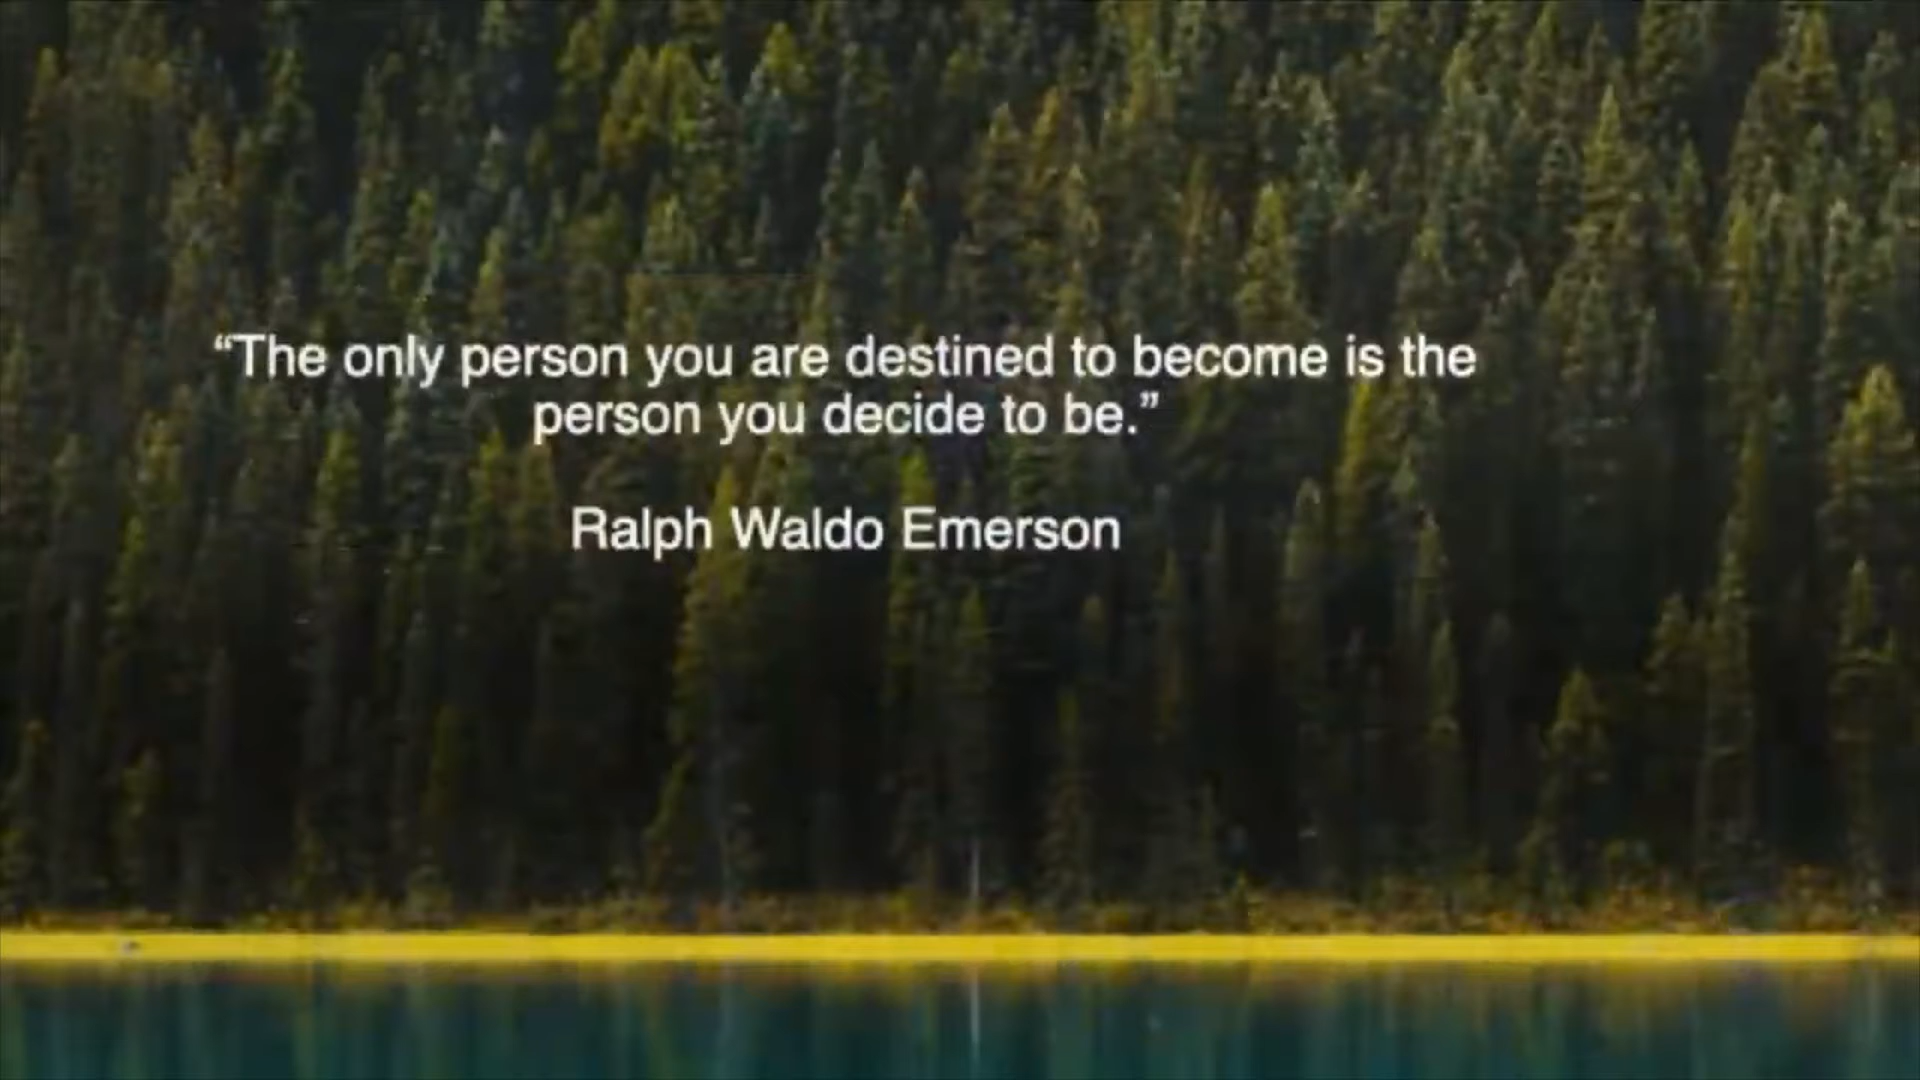 “The only person you are destined to become is the
person you decide to be.”
Ralph Waldo Emerson